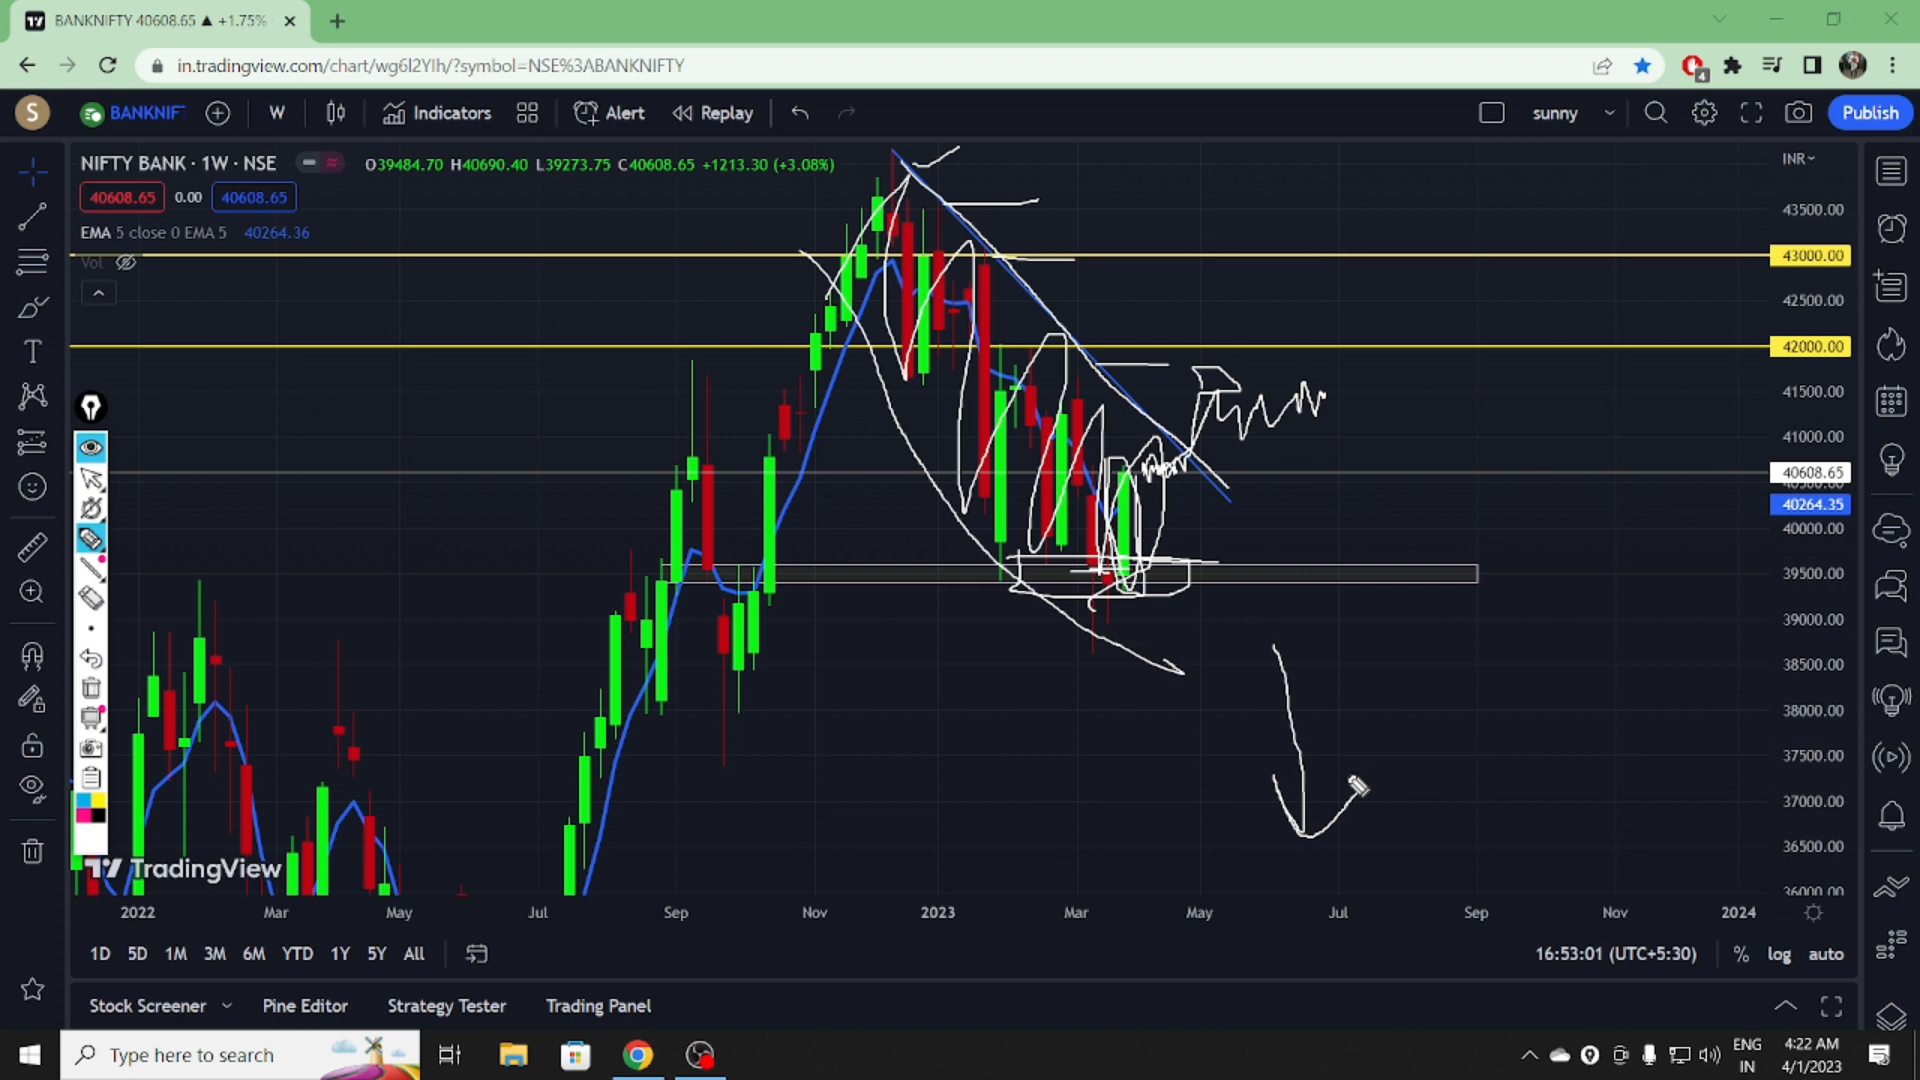 BANKNIFTY 40608.65 ▲ +1.75%
in.tradingview.com/chart/wg6l2YIh/?symbol=NSE%3ABANKNIFTY
4
S
BANKNIF
W
Indicators
Alert
Replay
sunny
Publish
NIFTY BANK · 1W · NSE
O39484.70 H40690.40 L39273.75 C40608.65 +1213.30 (+3.08%)
INR
40608.65
0.00
40608.65
EMA 5 close 0 EMA 5 40264.36
Vol
43500.00
43000.00
42500.00
42000.00
41500.00
41000.00
40608.65
40264.35
40000.00
39500.00
39000.00
38500.00
38000.00
37500.00
37000.00
36500.00
36000.00
TradingView
2022
Mar
May
Jul
Sep
Nov
2023
Mar
May
Jul
Sep
Nov
2024
1D 5D 1M 3M 6M YTD 1Y 5Y All
16:53:01 (UTC+5:30)
% log auto
Stock Screener
Pine Editor
Strategy Tester
Trading Panel
Type here to search
ENG
IN
4:22 AM
4/1/2023